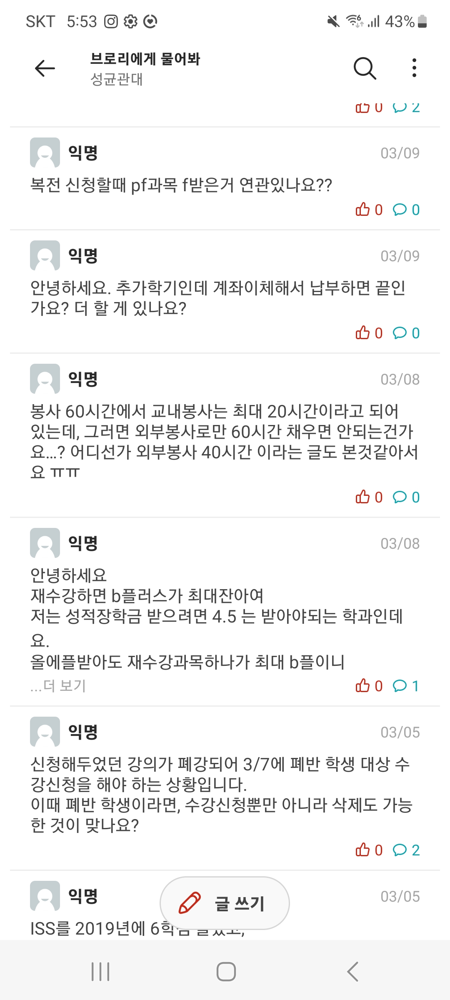 SKT 5:53 43%
브로리에게 물어봐
성균관대
0 2
익명 03/09
복전 신청할때 pf과목 f받은거 연관있나요??
0 0
익명 03/09
안녕하세요. 추가학기인데 계좌이체해서 납부하면 끝인
가요? 더 할 게 있나요?
0 0
익명 03/08
봉사 60시간에서 교내봉사는 최대 20시간이라고 되어
있는데, 그러면 외부봉사로만 60시간 채우면 안되는건가
요...? 어디선가 외부봉사 40시간 이라는 글도 본것같아서
요 ㅠㅠ
0 0
익명 03/08
안녕하세요
재수강하면 b플러스가 최대잔아여
저는 성적장학금 받으려면 4.5 는 받아야되는 학과인데
요.
올에플받아도 재수강과목하나가 최대 b플이니
...더 보기 0 1
익명 03/05
신청해두었던 강의가 폐강되어 3/7에 폐반 학생 대상 수
강신청을 해야 하는 상황입니다.
이때 폐반 학생이라면, 수강신청뿐만 아니라 삭제도 가능
한 것이 맞나요?
0 2
익명 03/05
글 쓰기
ISS를 2019년에